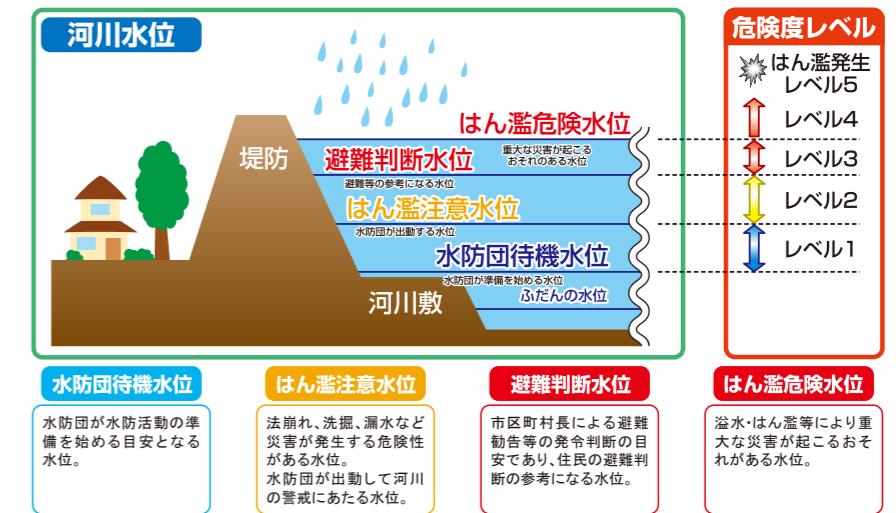 河川水位
危険度レベル
はん濫発生
レベル5
レベル4
はん濫危険水位
重大な災害が起こる
おそれのある水位
堤防
避難判断水位
レベル3
避難等の参考になる水位
はん濫注意水位
レベル2
水防団が出動する水位
水防団待機水位
レベル1
水防団が準備を始める水位
ふだんの水位
河川敷
水防団待機水位
水防団が水防活動の準
備を始める目安となる
水位。
はん濫注意水位
法崩れ、洗掘、漏水など
災害が発生する危険性
がある水位。
水防団が出動して河川
の警戒にあたる水位。
避難判断水位
市区町村長による避難
勧告等の発令判断の目
安であり、住民の避難判
断の参考になる水位。
はん濫危険水位
溢水・はん濫等により重
大な災害が起こるおそ
れがある水位。